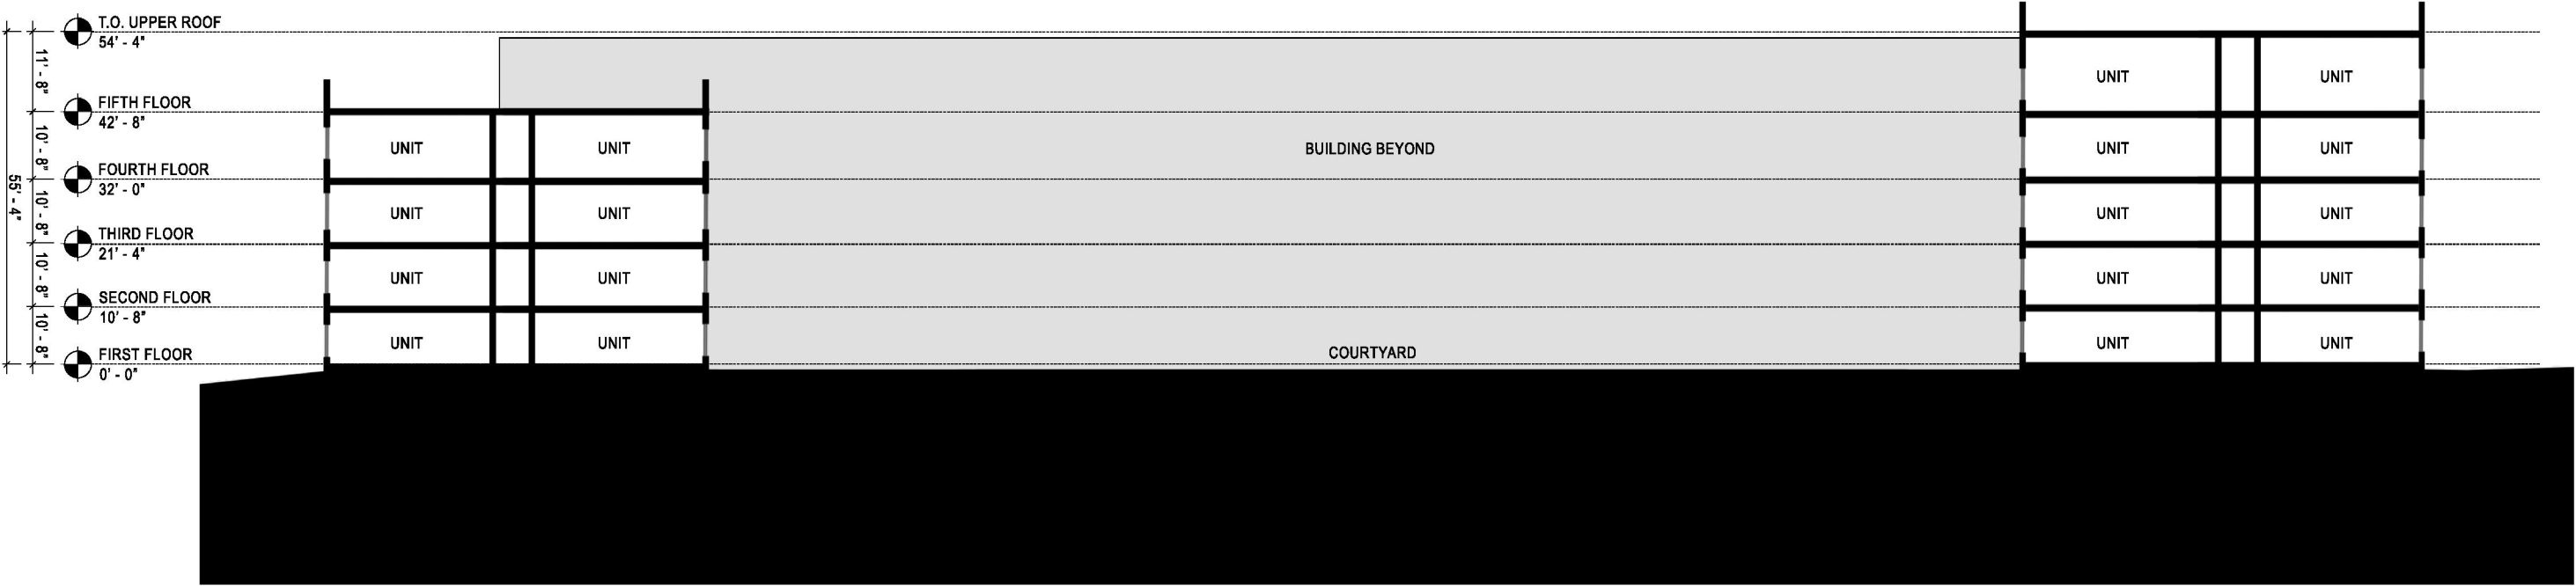 T.O. UPPER ROOF
54' - 4"
11' - 8"
FIFTH FLOOR
42' - 8"
10' - 8"
FOURTH FLOOR
32' - 0"
55' - 4"
10' - 8"
THIRD FLOOR
21' - 4"
10' - 8"
SECOND FLOOR
10' - 8"
10' - 8"
FIRST FLOOR
0' - 0"
UNIT UNIT
UNIT UNIT BUILDING BEYOND UNIT UNIT
UNIT UNIT UNIT UNIT
UNIT UNIT UNIT UNIT
UNIT UNIT UNIT UNIT
COURTYARD